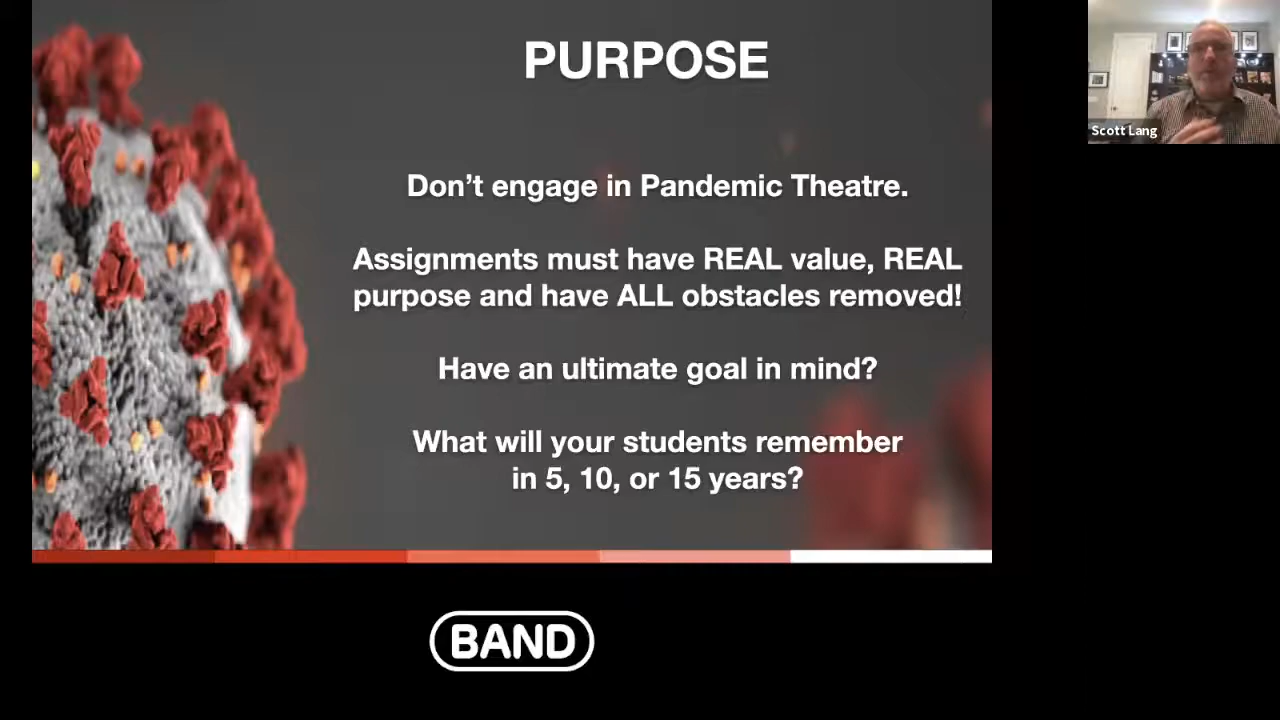 PURPOSE
Don’t engage in Pandemic Theatre.
Assignments must have REAL value, REAL
purpose and have ALL obstacles removed!
Have an ultimate goal in mind?
What will your students remember
in 5, 10, or 15 years?
Scott Lang
BAND